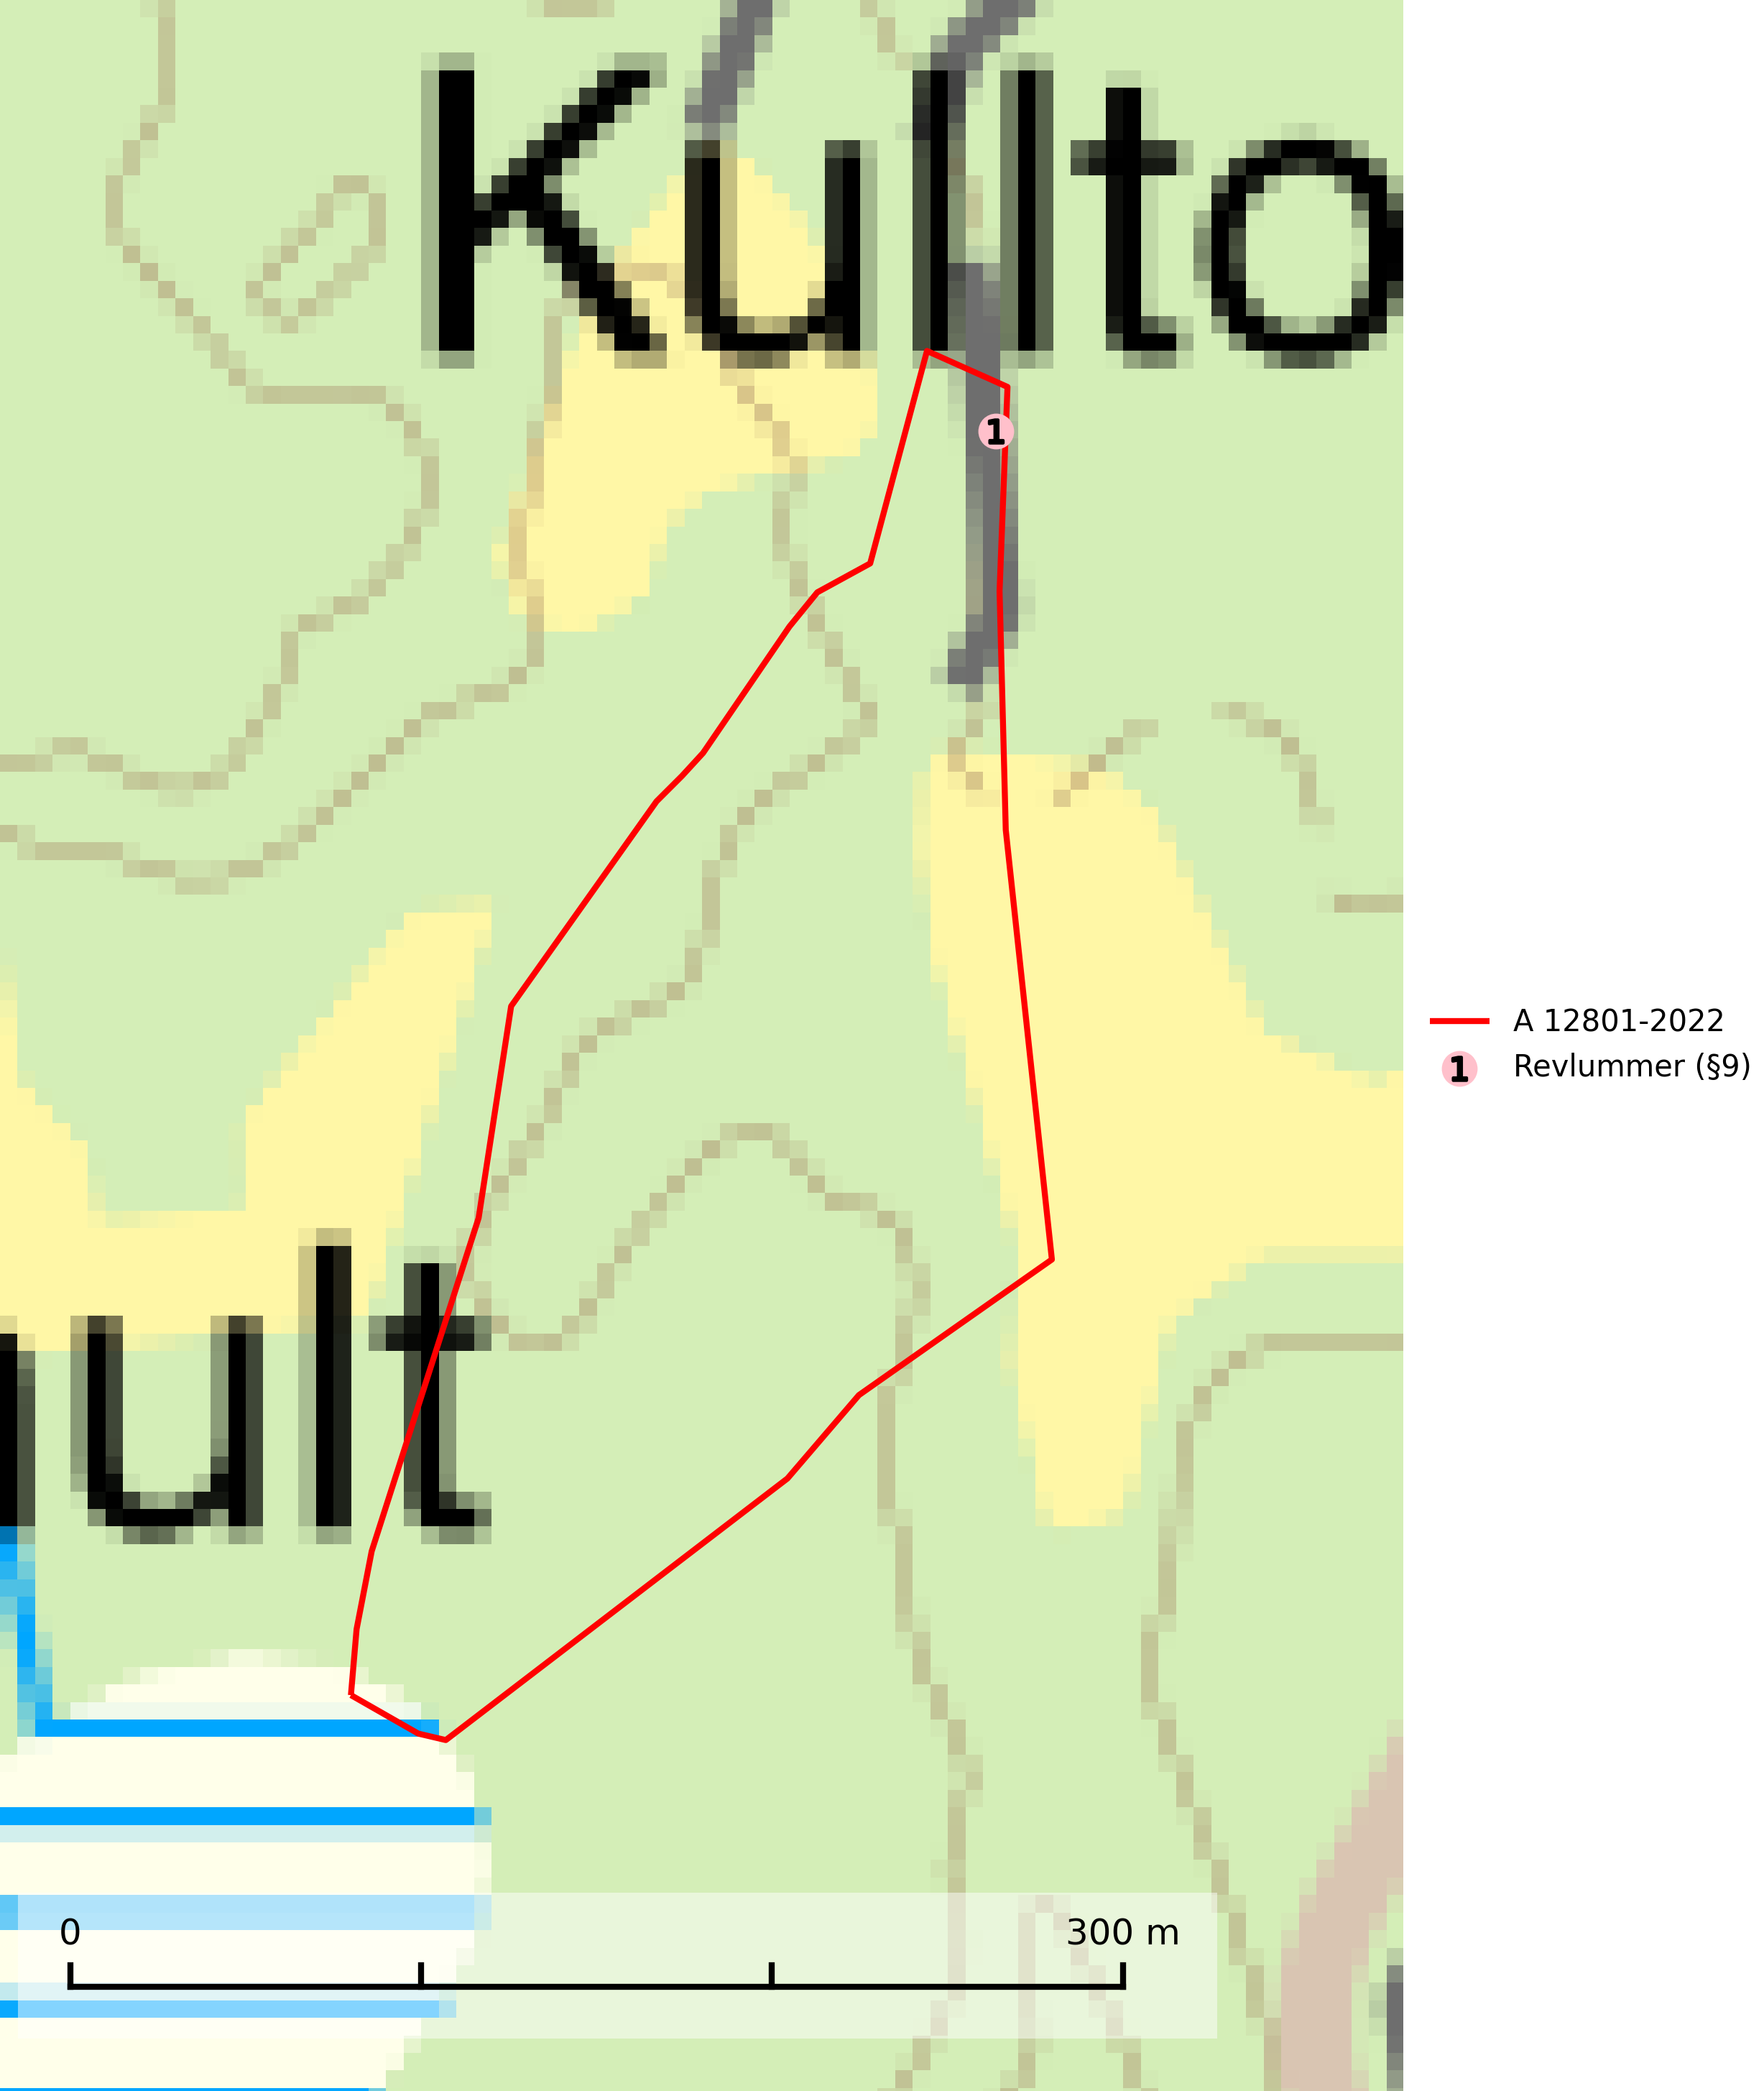 Kullto
ult
1
A 12801-2022
1 Revlummer (§9)
0 300 m